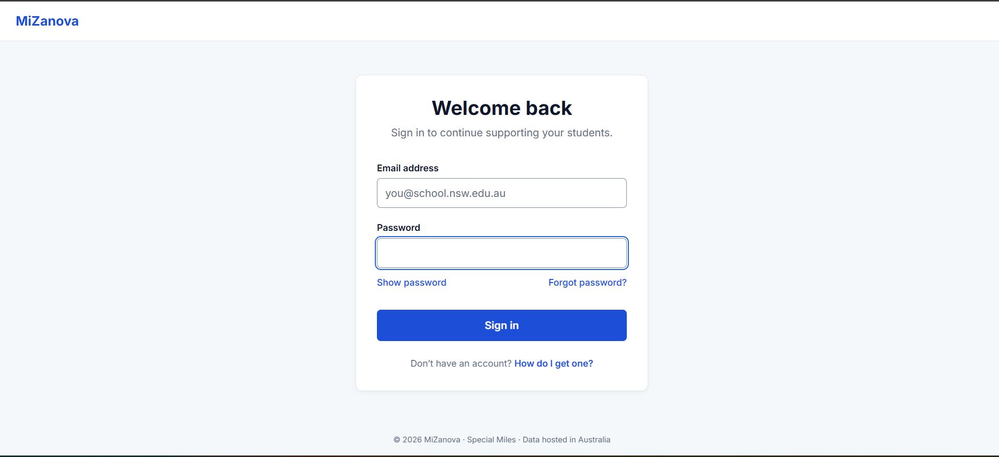 MiZanova
Welcome back
Sign in to continue supporting your students.
Email address
you@school.nsw.edu.au
Password
Show password
Forgot password?
Sign in
Don’t have an account? How do I get one?
© 2026 MiZanova · Special Miles · Data hosted in Australia